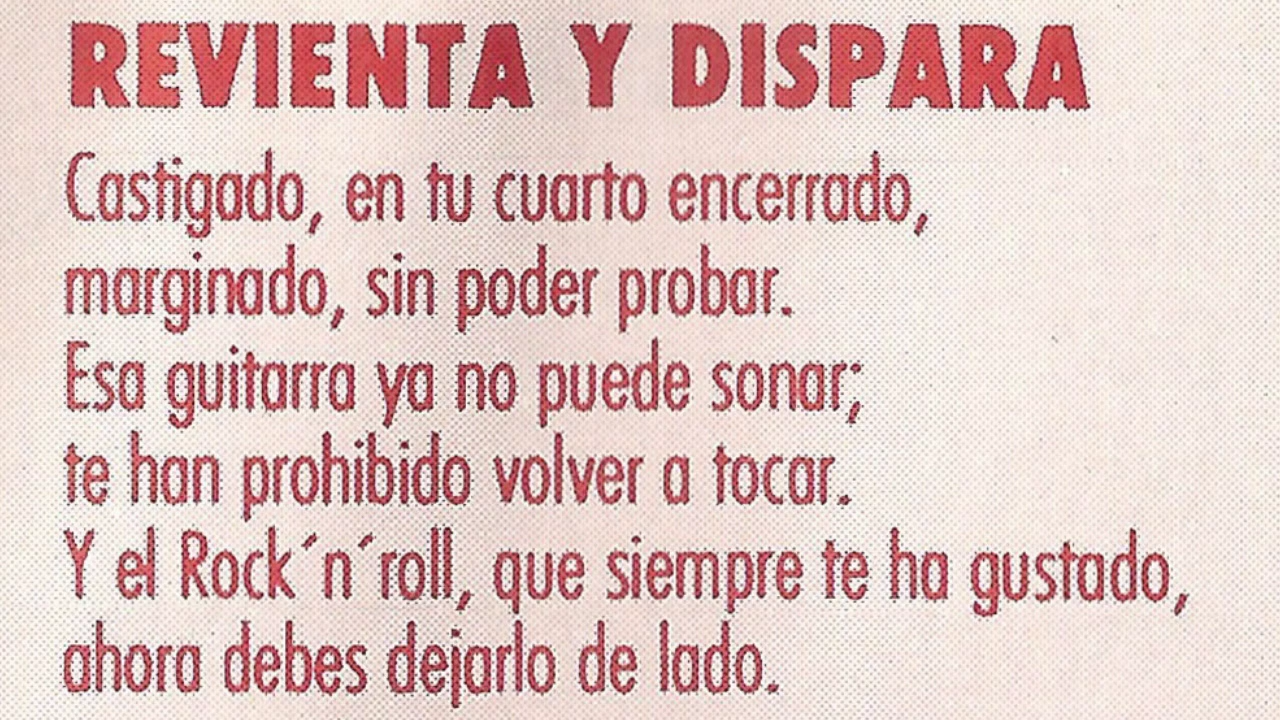 REVIENTA Y DISPARA
Castigado, en tu cuarto encerrado,
marginado, sin poder probar.
Esa guitarra ya no puede sonar;
te han prohibido volver a tocar.
Y el Rock´n´roll, que siempre te ha gustado,
ahora debes dejarlo de lado.